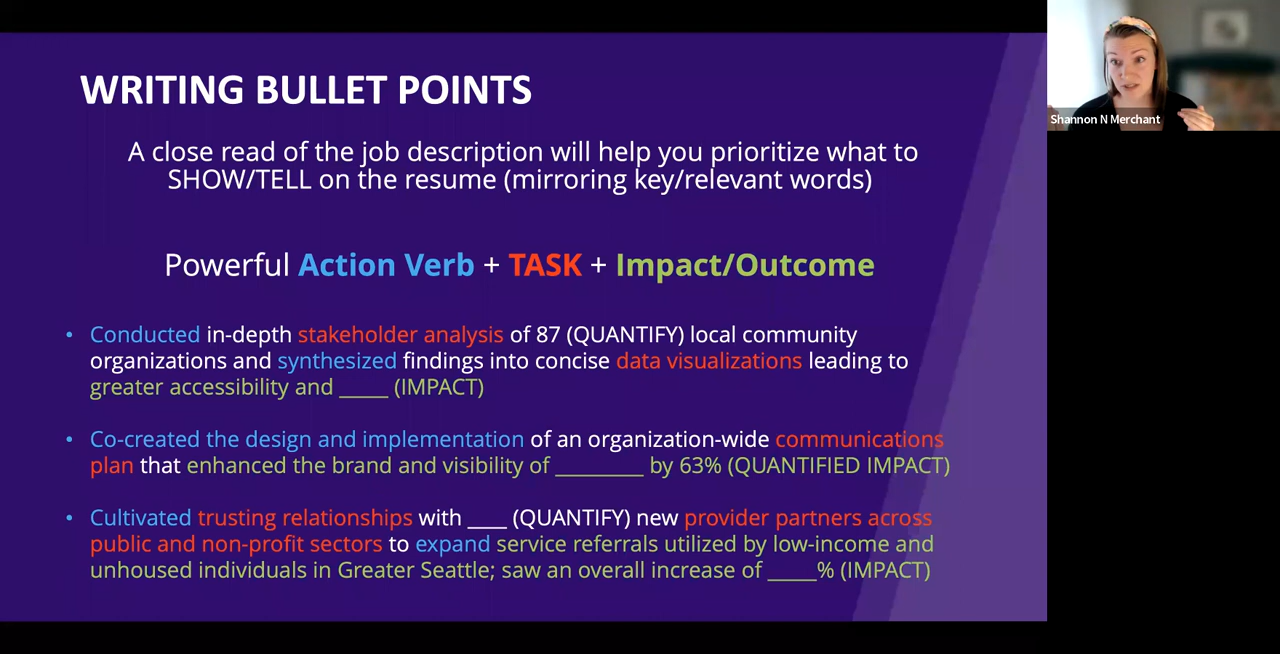 WRITING BULLET POINTS
A close read of the job description will help you prioritize what to
SHOW/TELL on the resume (mirroring key/relevant words)
Powerful Action Verb + TASK + Impact/Outcome
• Conducted in-depth stakeholder analysis of 87 (QUANTIFY) local community
organizations and synthesized findings into concise data visualizations leading to
greater accessibility and _____ (IMPACT)
• Co-created the design and implementation of an organization-wide communications
plan that enhanced the brand and visibility of _________ by 63% (QUANTIFIED IMPACT)
• Cultivated trusting relationships with ____ (QUANTIFY) new provider partners across
public and non-profit sectors to expand service referrals utilized by low-income and
unhoused individuals in Greater Seattle; saw an overall increase of _____% (IMPACT)
Shannon N Merchant